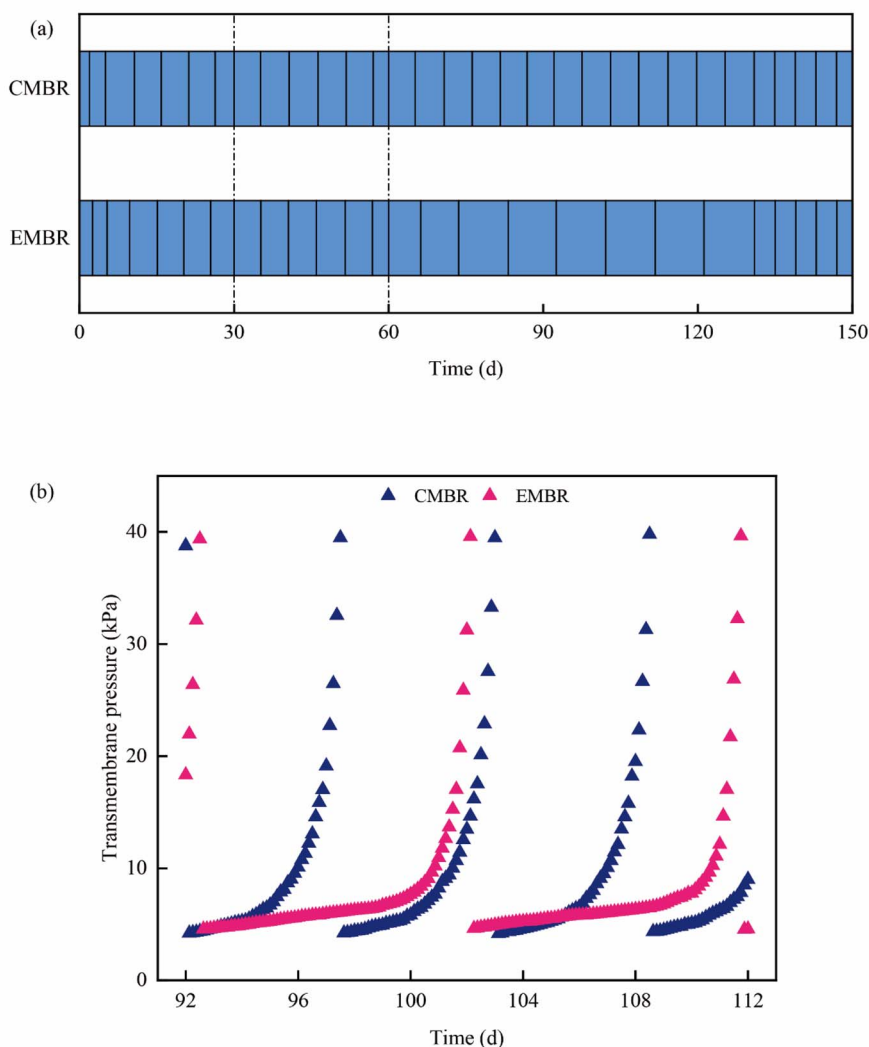 (a)
CMBR
EMBR
0 30 60 90 120 150
Time (d)
(b)
CMBR EMBR
Transmembrane pressure (kPa)
40
30
20
10
0
92 96 100 104 108 112
Time (d)